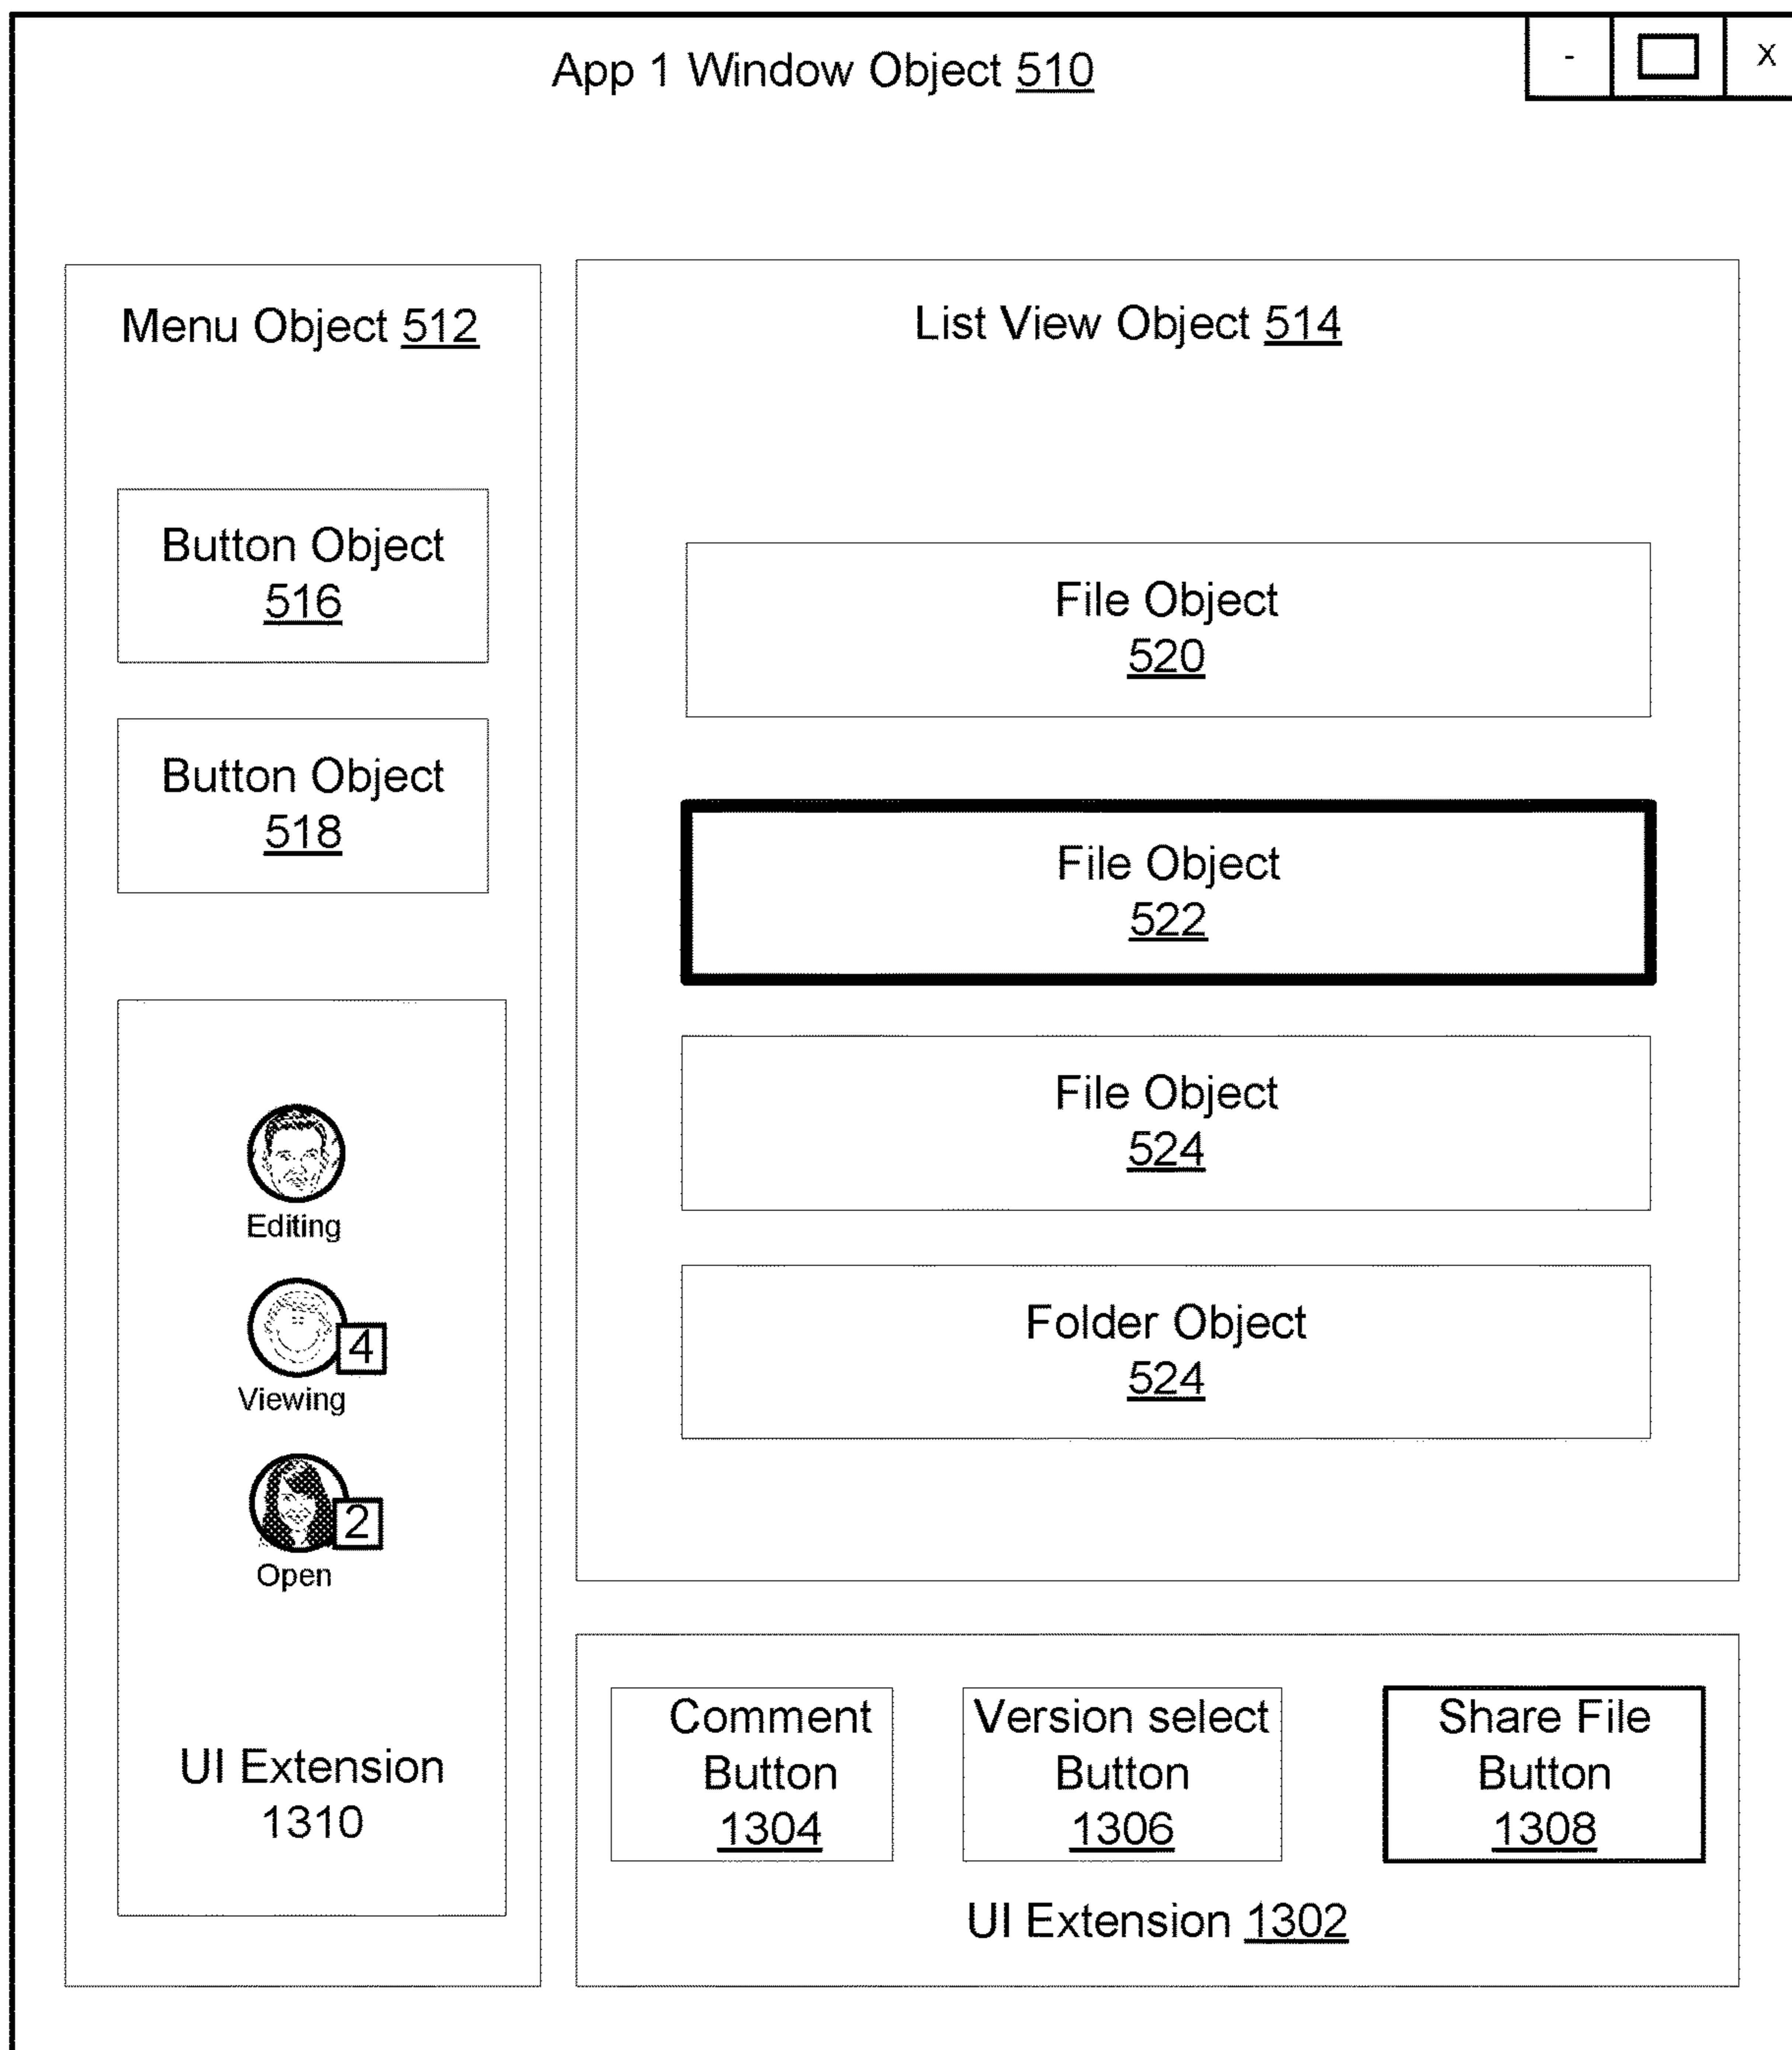 App 1 Window Object 510
-
X
Menu Object 512
Button Object
516
Button Object
518
Editing
4
Viewing
2
Open
UI Extension
1310
List View Object 514
File Object
520
File Object
522
File Object
524
Folder Object
524
Comment
Button
1304
Version select
Button
1306
Share File
Button
1308
UI Extension 1302